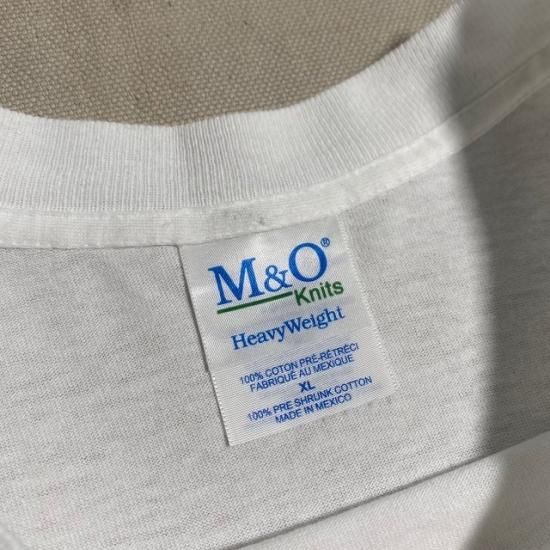 M&O®
Knits
HeavyWeight
100% COTON PRÉ-RÉTRÉCI
FABRIQUÉ AU MEXIQUE
XL
100% PRE SHRUNK COTTON
MADE IN MEXICO